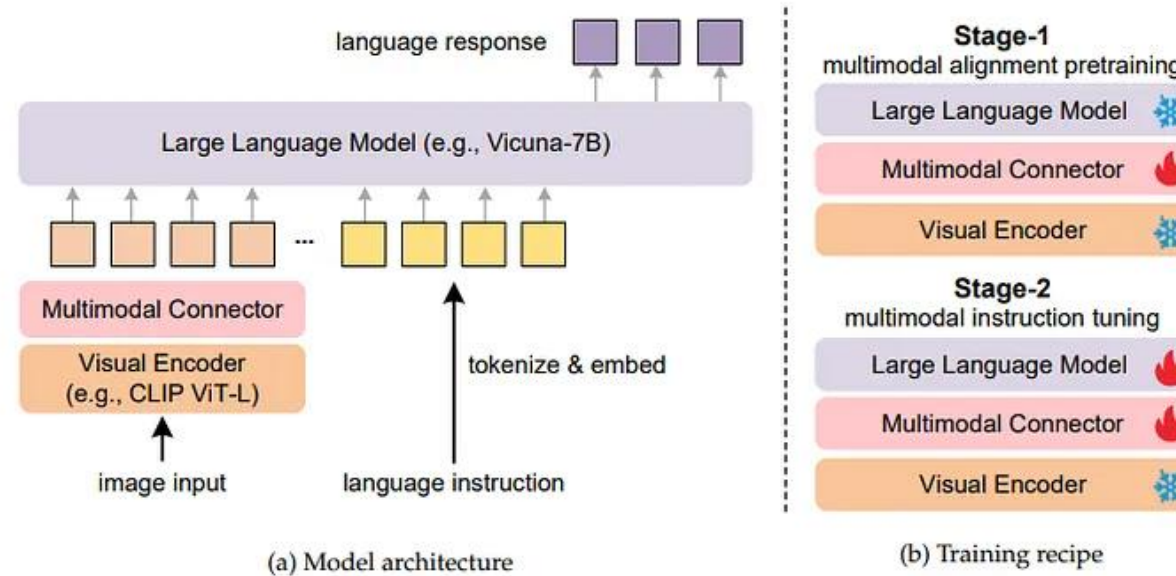 language response
Large Language Model (e.g., Vicuna-7B)
...
Multimodal Connector
Visual Encoder
(e.g., CLIP ViT-L)
tokenize & embed
image input
language instruction
(a) Model architecture
Stage-1
multimodal alignment pretraining
Large Language Model
Multimodal Connector
Visual Encoder
Stage-2
multimodal instruction tuning
Large Language Model
Multimodal Connector
Visual Encoder
(b) Training recipe